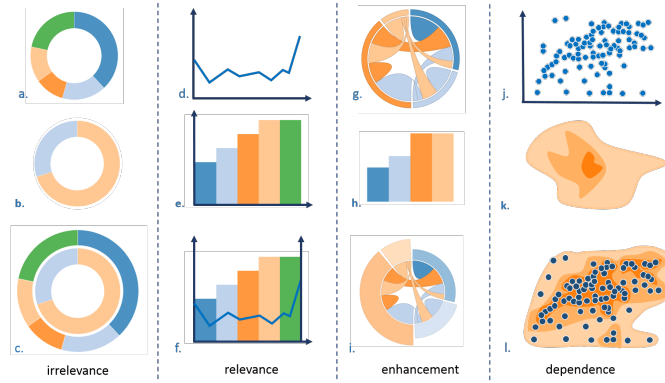 a.
d.
g.
j.
b.
e.
h.
k.
c.
f.
i.
l.
irrelevance
relevance
enhancement
dependence